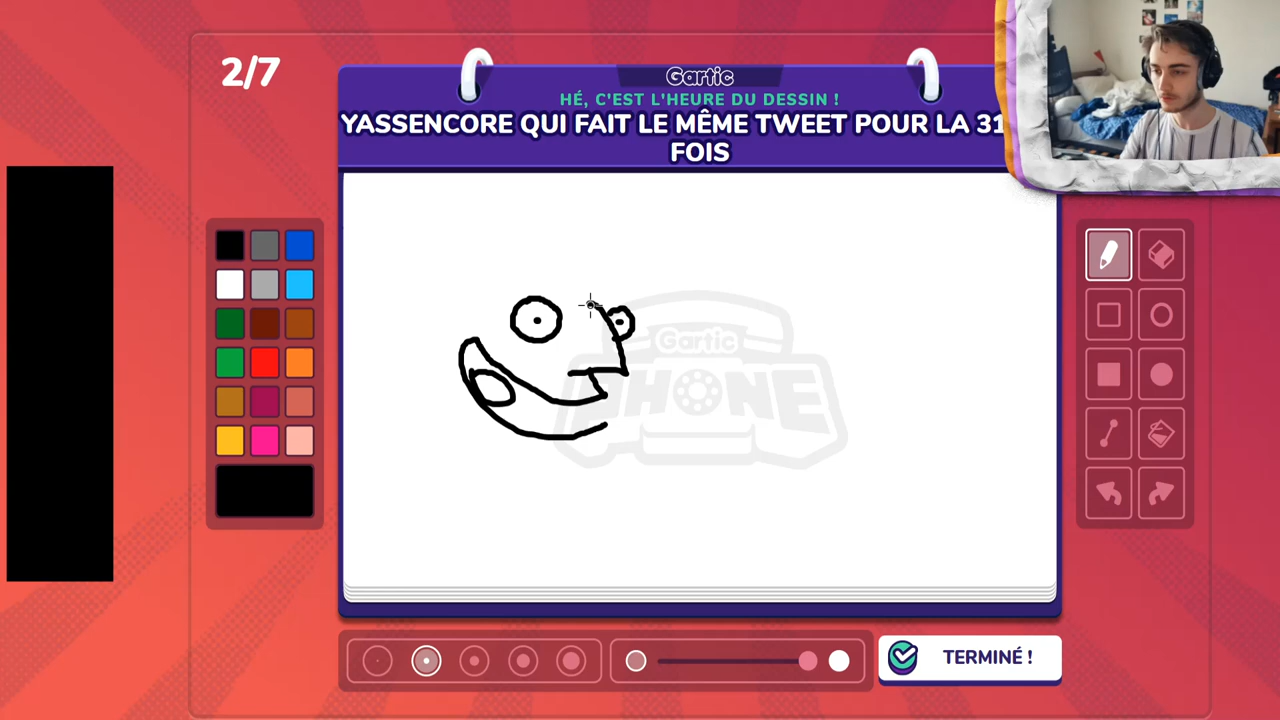 2/7
Gartic
HÉ, C'EST L'HEURE DU DESSIN !
YASSENCORE QUI FAIT LE MÊME TWEET POUR LA 31
FOIS
Gartic
PHONE
TERMINÉ !